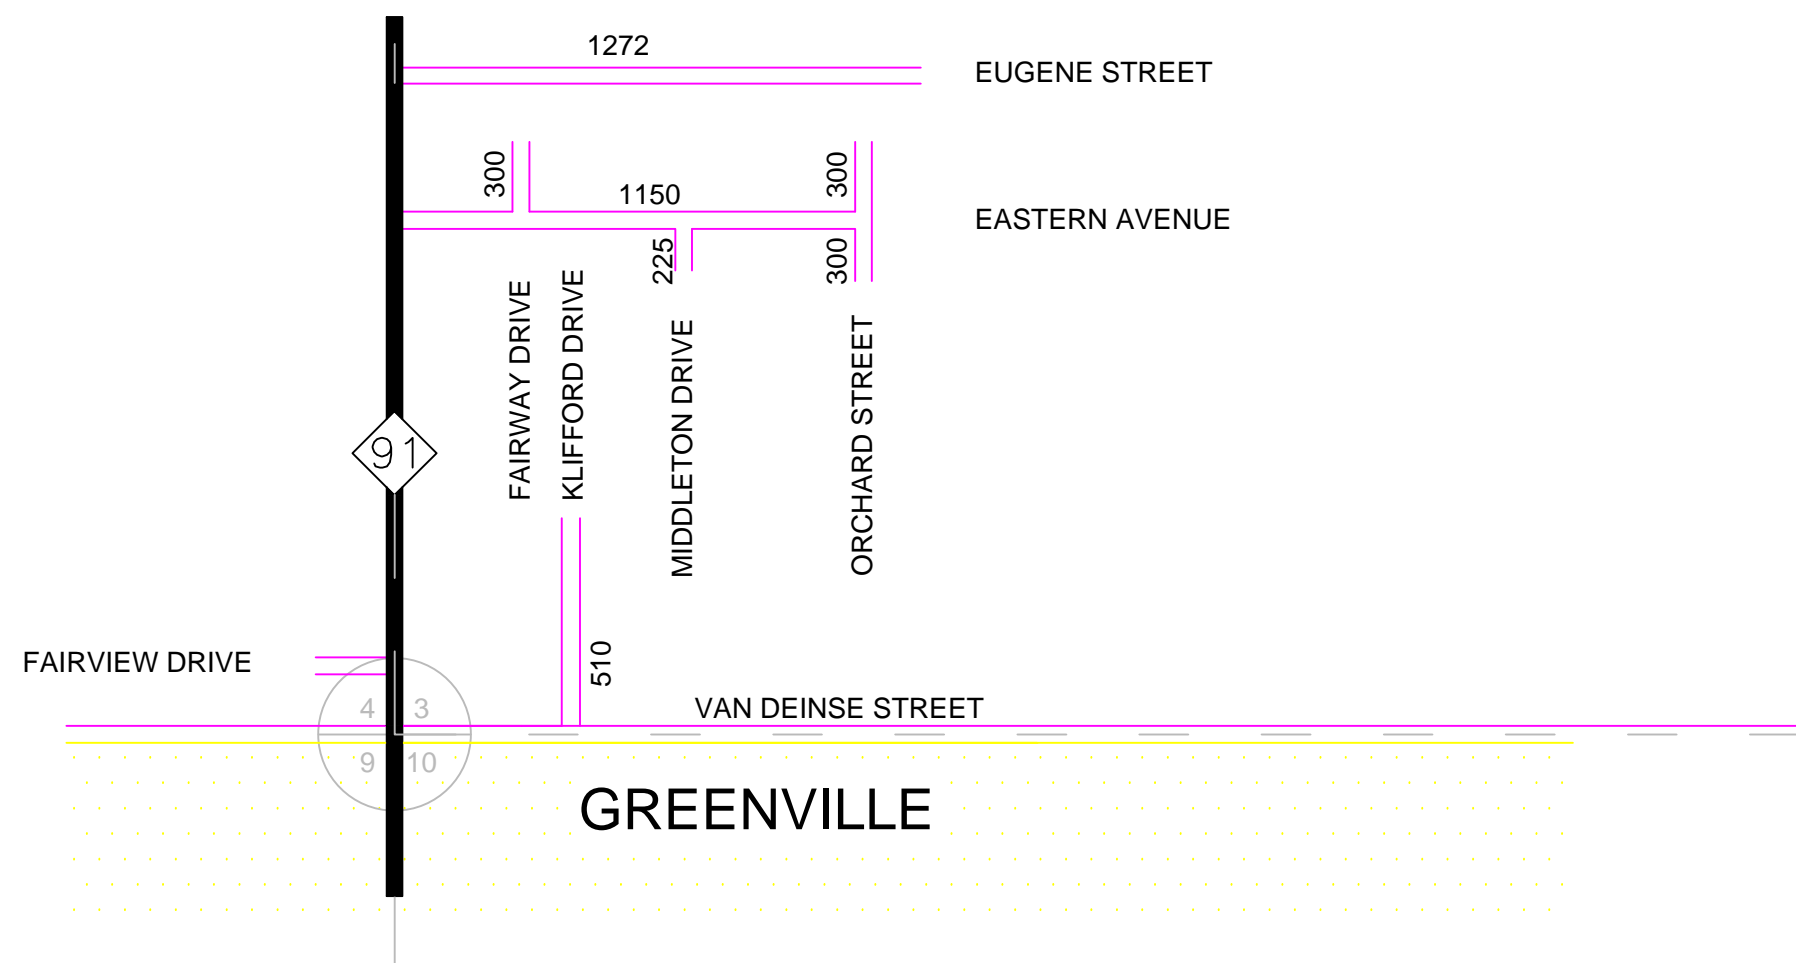 1272
EUGENE STREET
300
1150
300
EASTERN AVENUE
225
300
FAIRWAY DRIVE
KLIFFORD DRIVE
MIDDLETON DRIVE
ORCHARD STREET
91
510
FAIRVIEW DRIVE
4 3
VAN DEINSE STREET
9 10
GREENVILLE